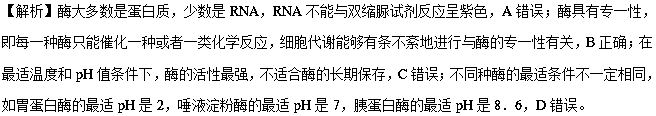 【解析】酶大多数是蛋白质，少数是 RNA，RNA 不能与双缩脲试剂反应呈紫色，A 错误；酶具有专一性，
即每一种酶只能催化一种或者一类化学反应，细胞代谢能够有条不紊地进行与酶的专一性有关，B 正确；在
最适温度和 pH 值条件下，酶的活性最强，不适合酶的长期保存，C 错误；不同种酶的最适条件不一定相同，
如胃蛋白酶的最适 pH 是 2，唾液淀粉酶的最适 pH 是 7，胰蛋白酶的最适 pH 是 8．6，D 错误。